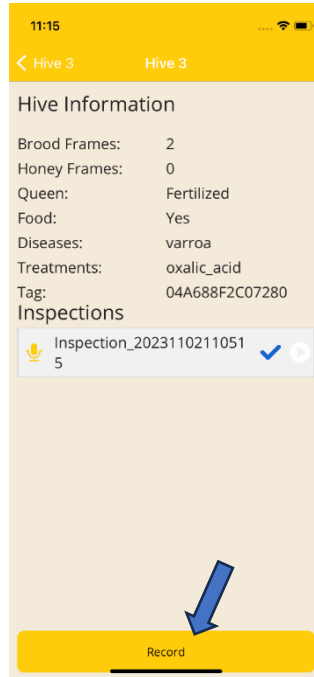 11:15
Hive 3
Hive 3
Hive Information
Brood Frames: 2
Honey Frames: 0
Queen: Fertilized
Food: Yes
Diseases: varroa
Treatments: oxalic_acid
Tag: 04A688F2C07280
Inspections
Inspection_2023110211051
5
Record